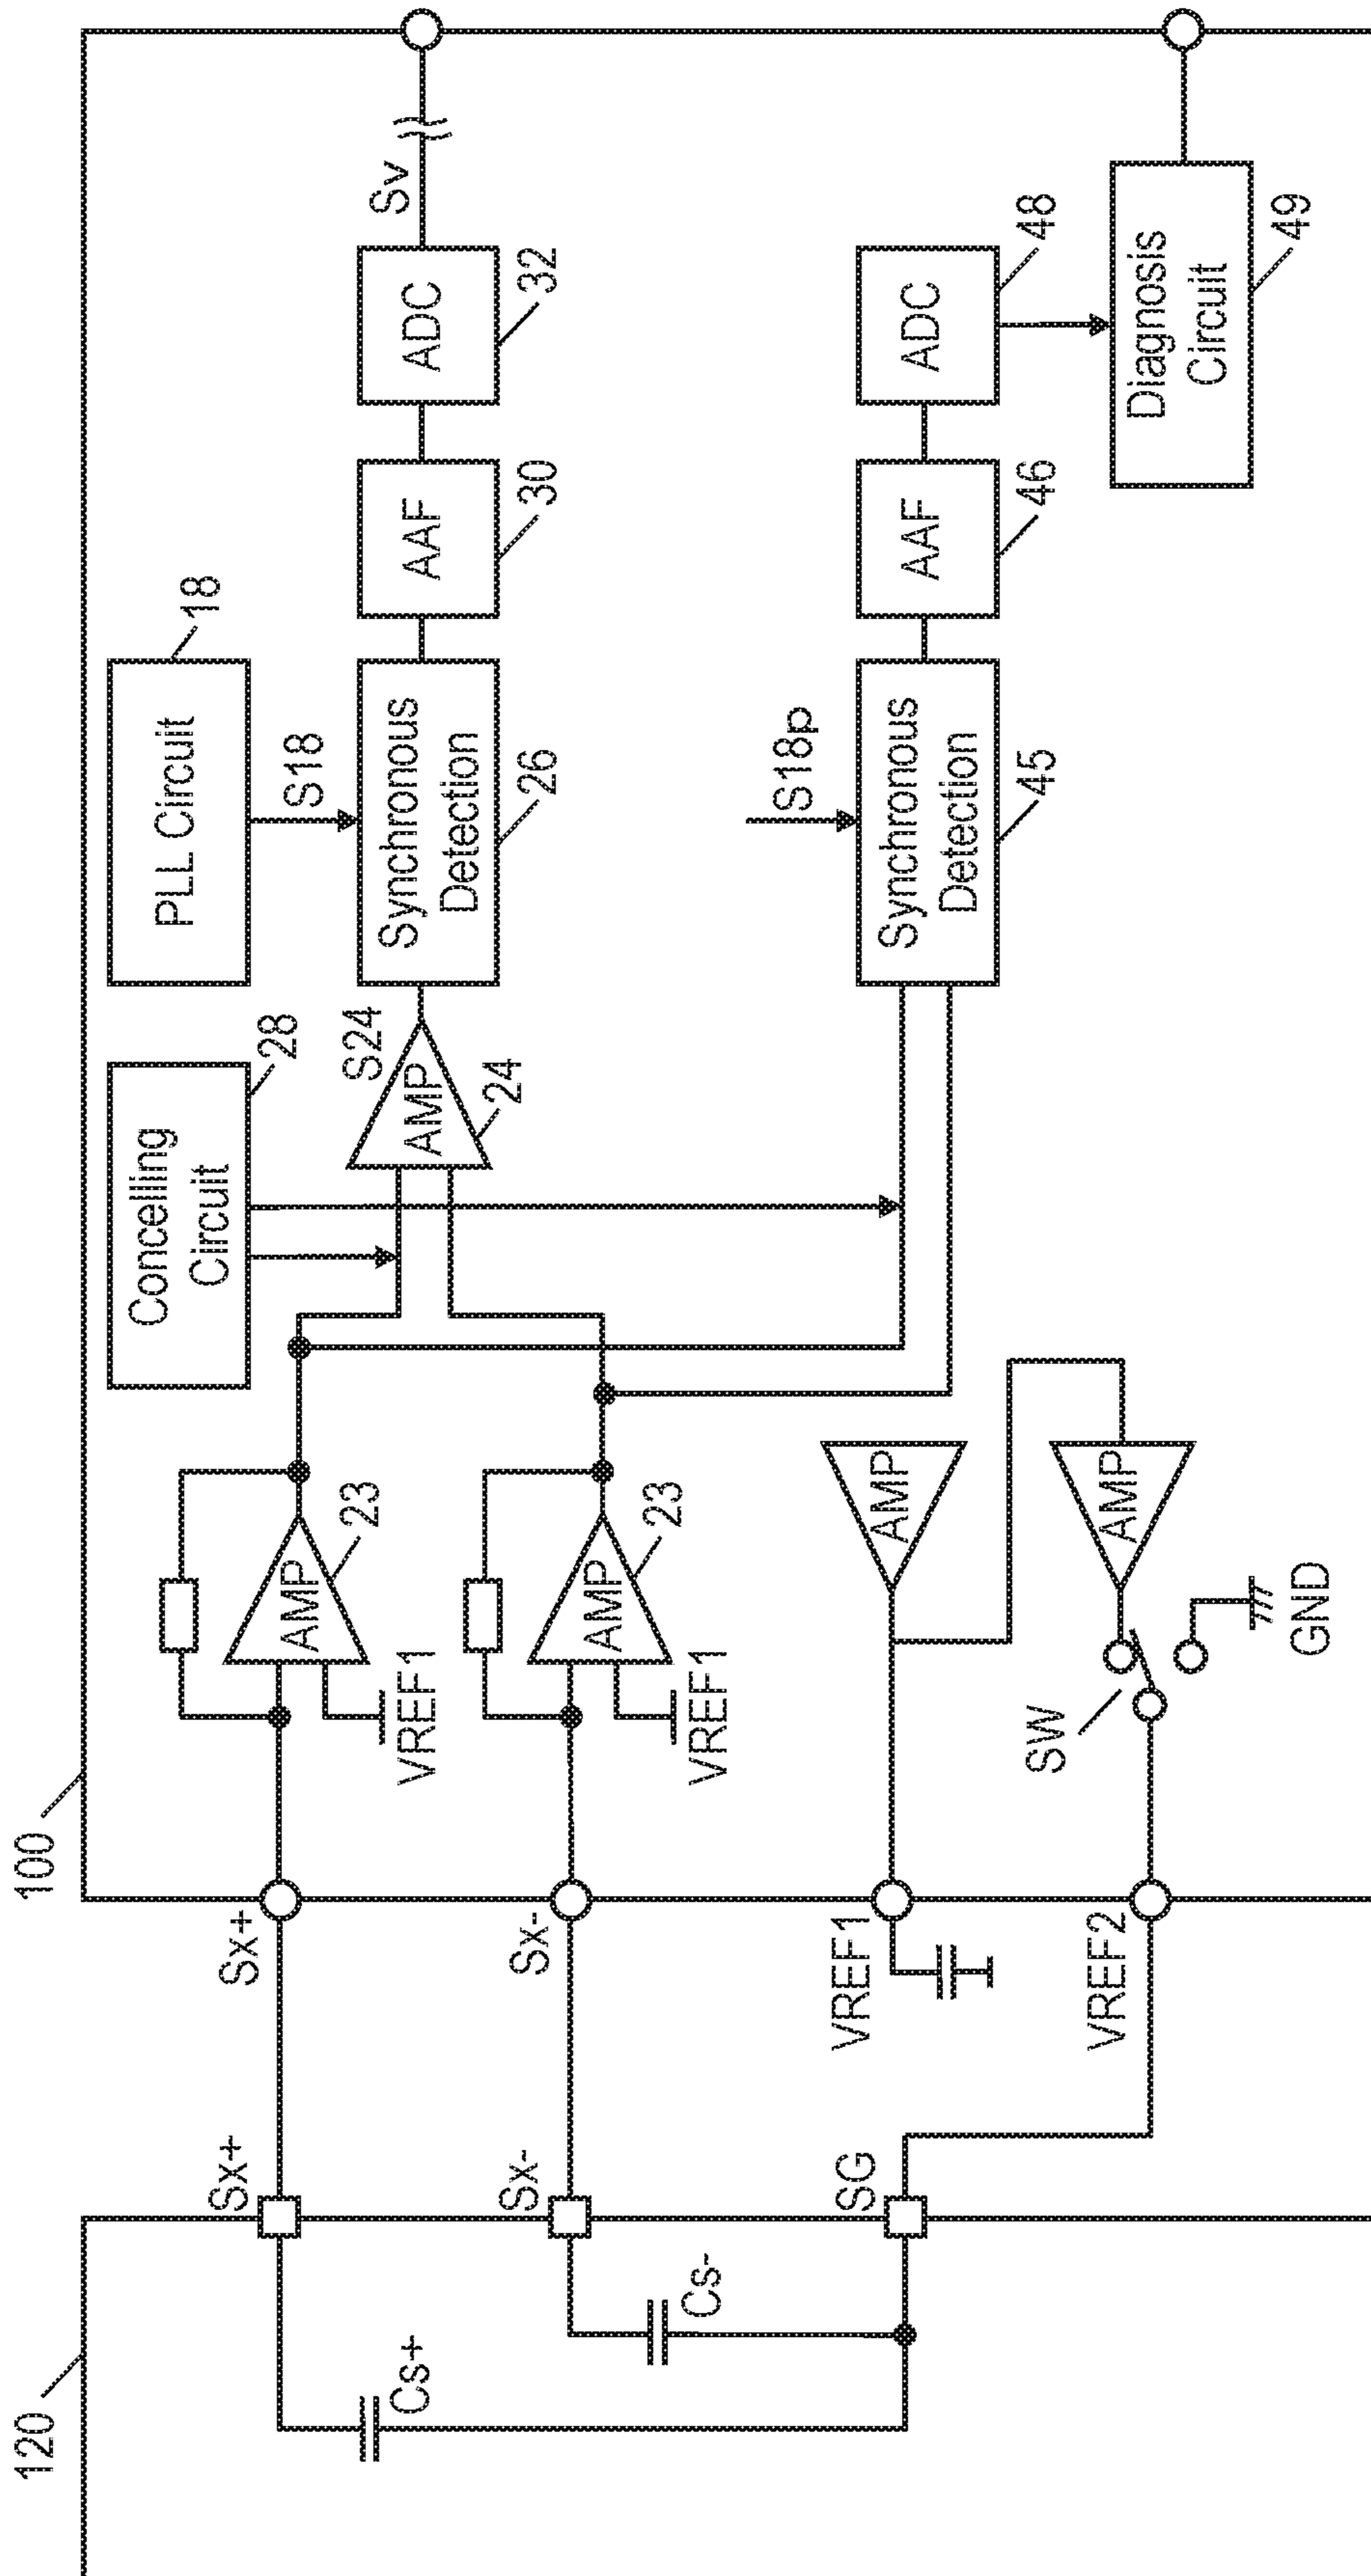 120
100
Sx+
Sx+
Cs+
Sx-
Sx-
Cs-
SG
VREF1
VREF2
AMP
23
VREF1
AMP
23
VREF1
AMP
AMP
SW
GND
Concelling
Circuit
28
PLL Circuit
18
S18
S24
AMP
24
Synchronous
Detection
26
AAF
30
ADC
32
Sv
S18p
Synchronous
Detection
45
AAF
46
ADC
48
Diagnosis
Circuit
49